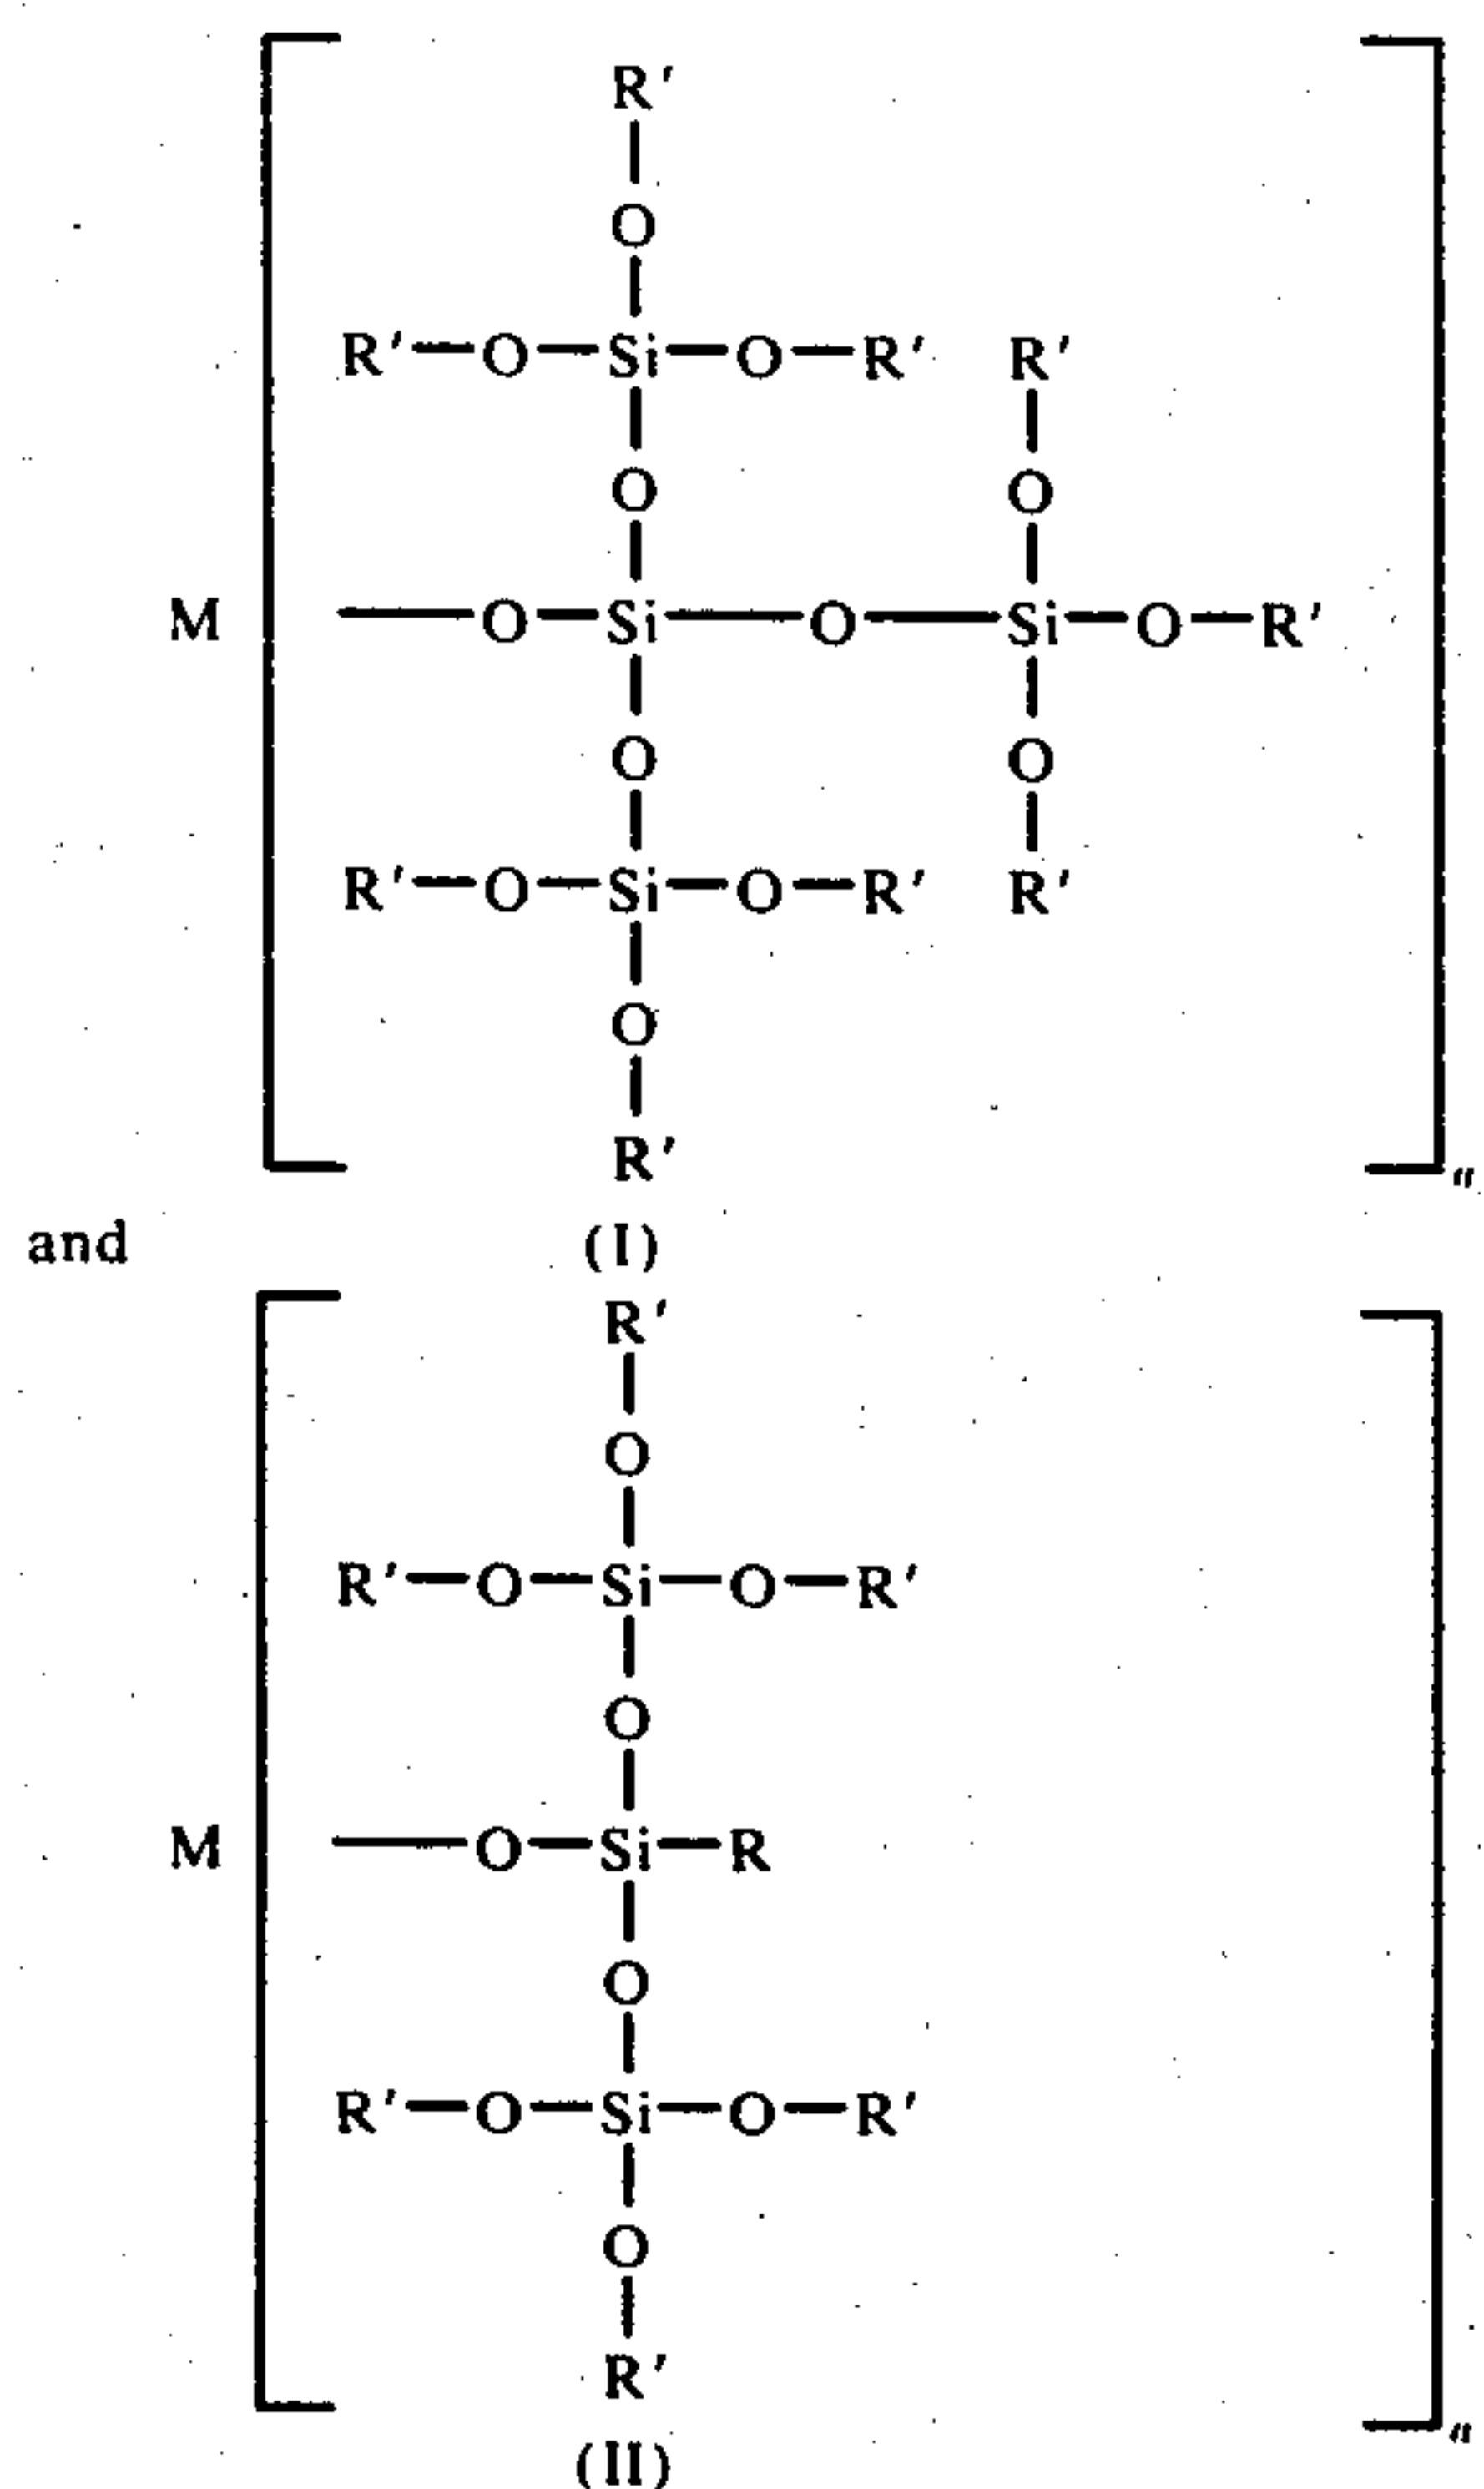 R'
O
R'—O—Si—O—R' R'
O O
M —O—Si—O—Si—O—R'
O O
R'—O—Si—O—R' R'
O
R'
a
and (I)
R'
O
R'—O—Si—O—R'
O
M —O—Si—R
O
R'—O—Si—O—R'
O
R'
a
(II)